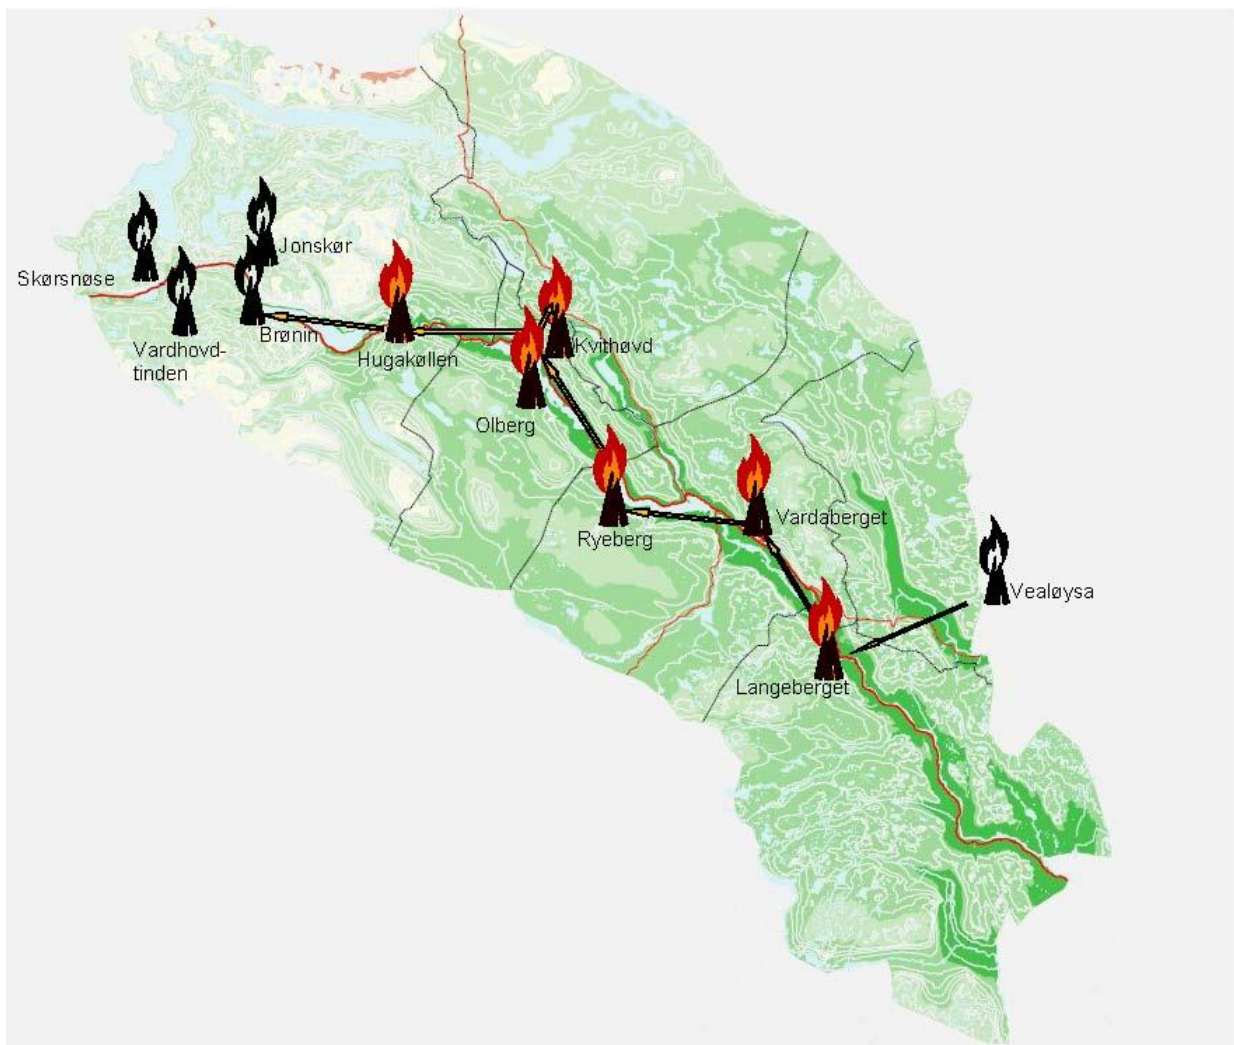 Jonskør
Skørsnøse
Brønin
Vardhovd-
tinden
Hugakøllen
Kvithøvd
Olberg
Vardaberget
Ryeberg
Vealøysa
Langeberget